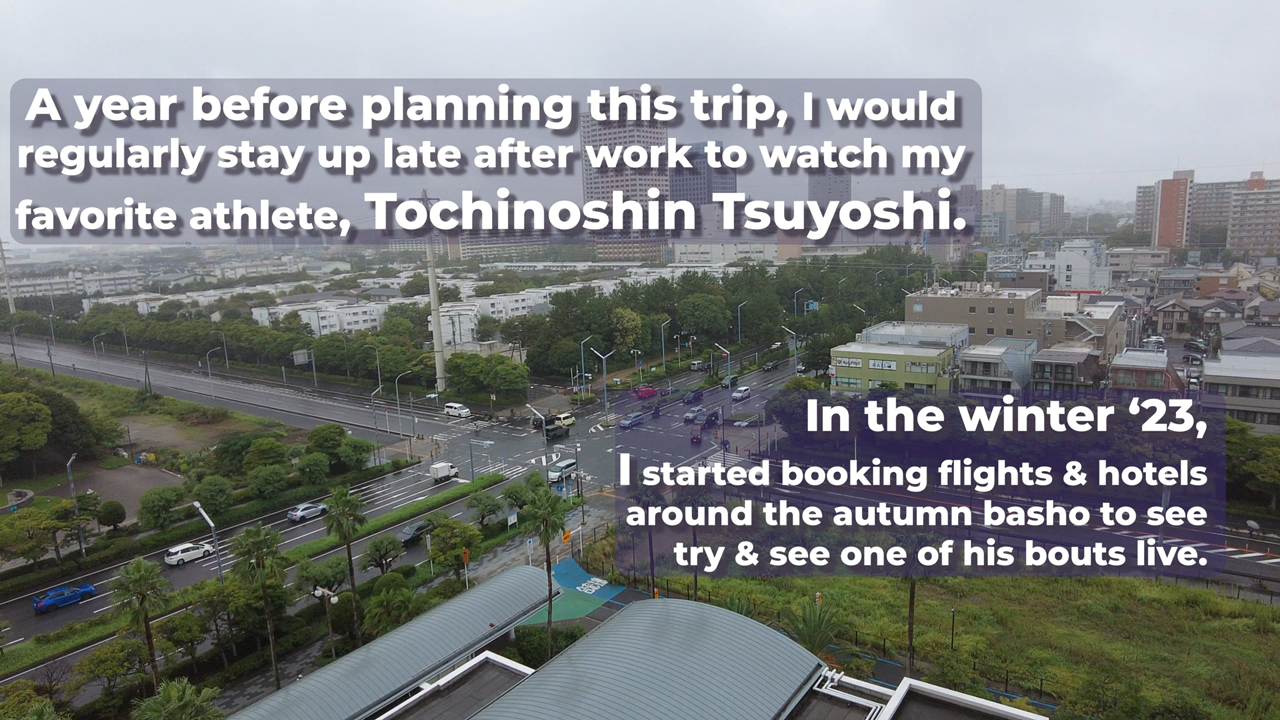 A year before planning this trip, I would
regularly stay up late after work to watch my
favorite athlete, Tochinoshin Tsuyoshi.
In the winter ‘23,
I started booking flights & hotels
around the autumn basho to see
try & see one of his bouts live.